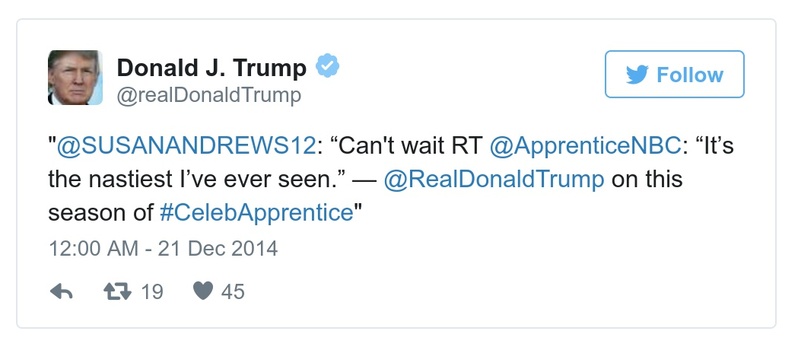 Donald J. Trump
@realDonaldTrump
Follow
"@SUSANANDREWS12: “Can't wait RT @ApprenticeNBC: “It’s
the nastiest I’ve ever seen.” — @RealDonaldTrump on this
season of #CelebApprentice"
12:00 AM - 21 Dec 2014
19 45